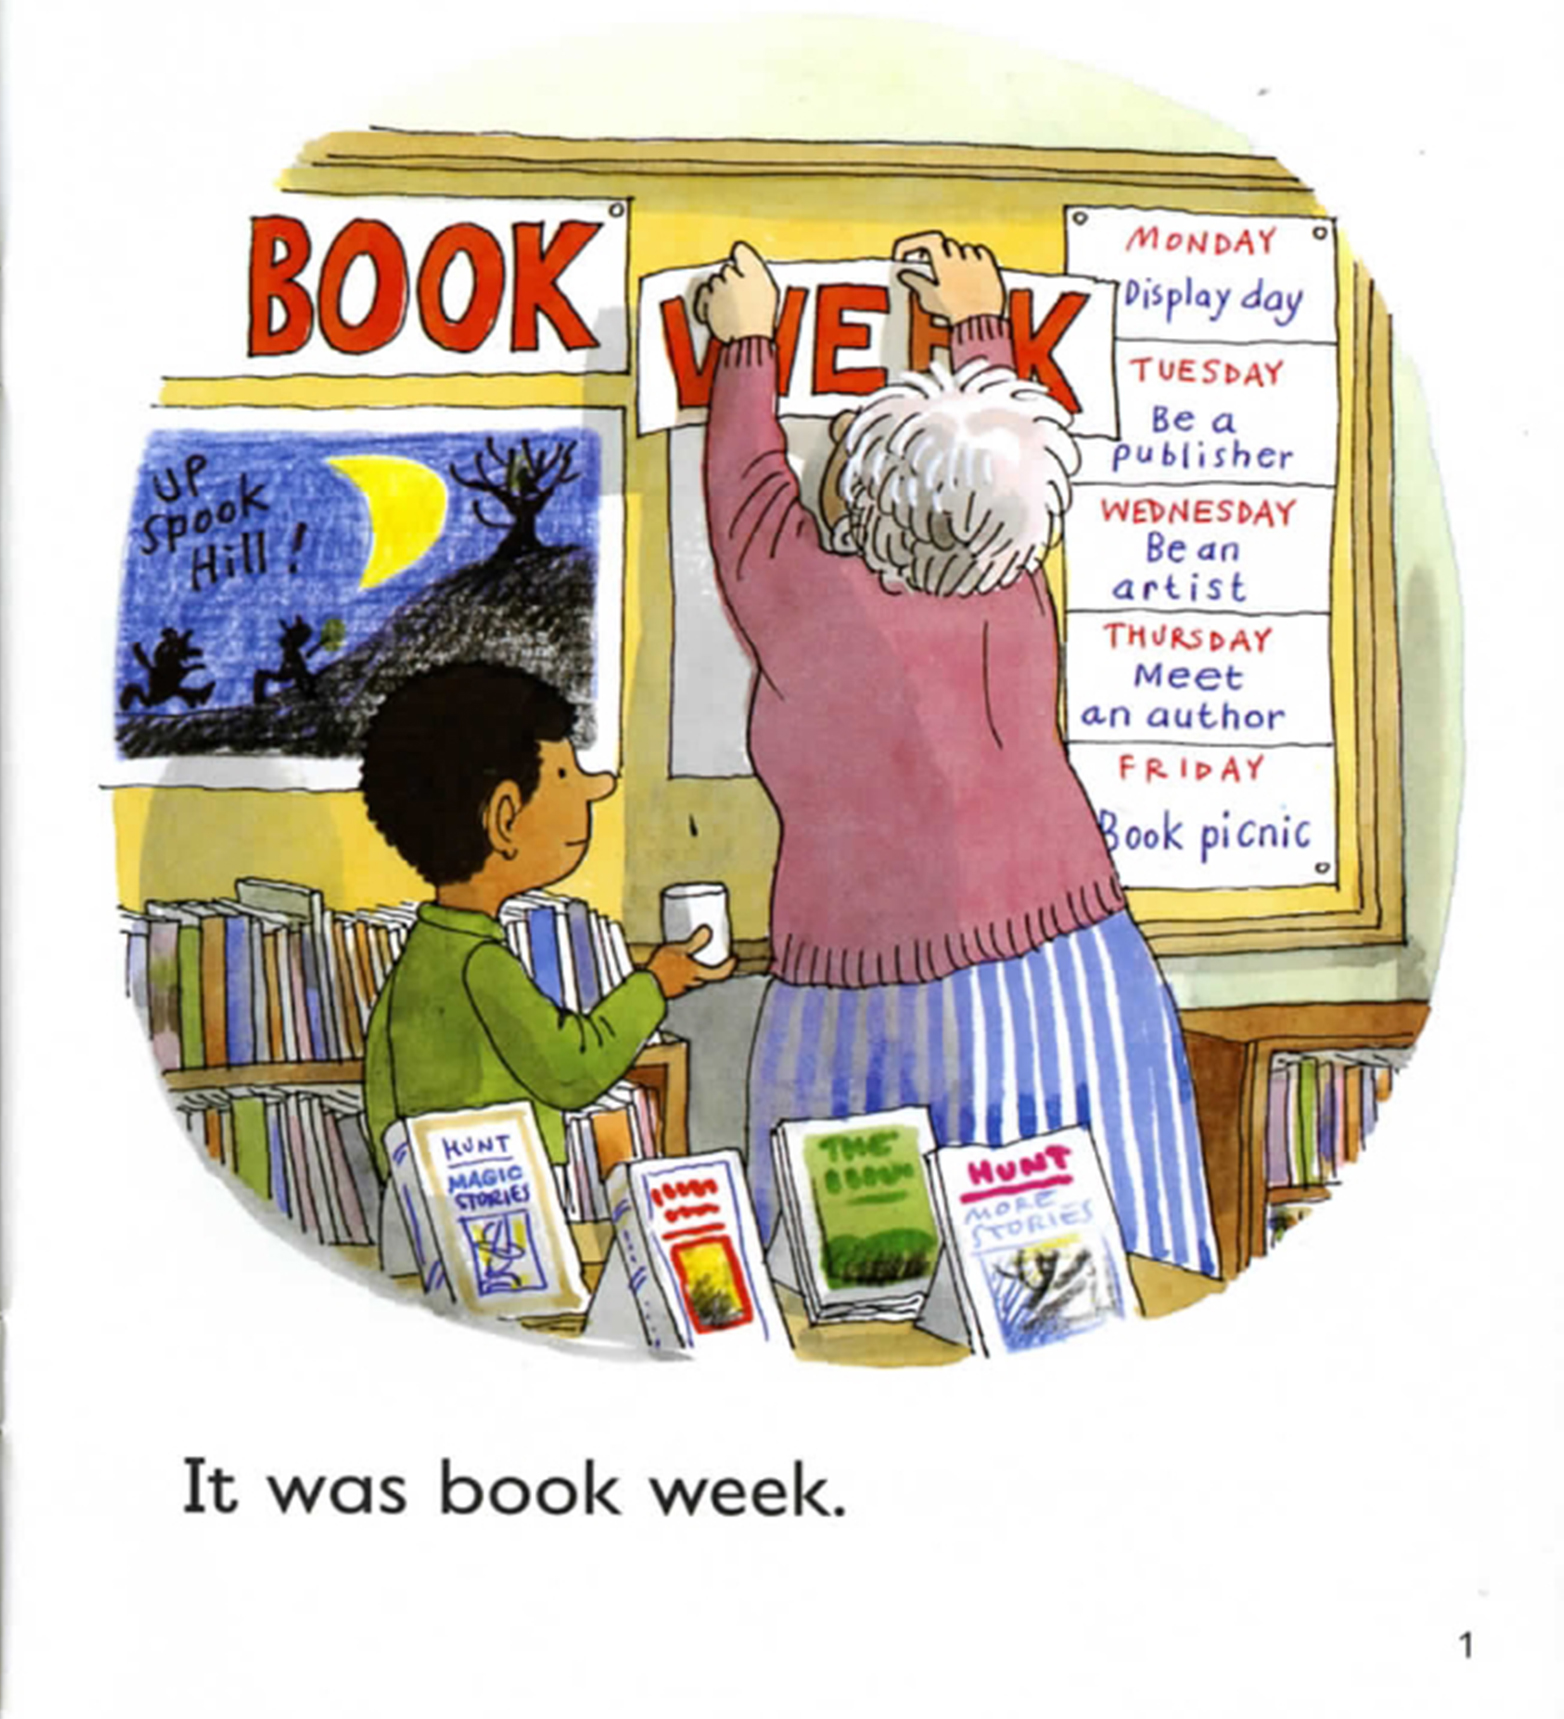 BOOK
WEEK
MONDAY
Display day
TUESDAY
Be a
publisher
WEDNESDAY
Be an
artist
THURSDAY
Meet
an author
FRIDAY
Book picnic
UP
Spook
Hill!
HUNT
MAGIC
STORIES
THE
HUNT
MORE
STORIES
It was book week.
1